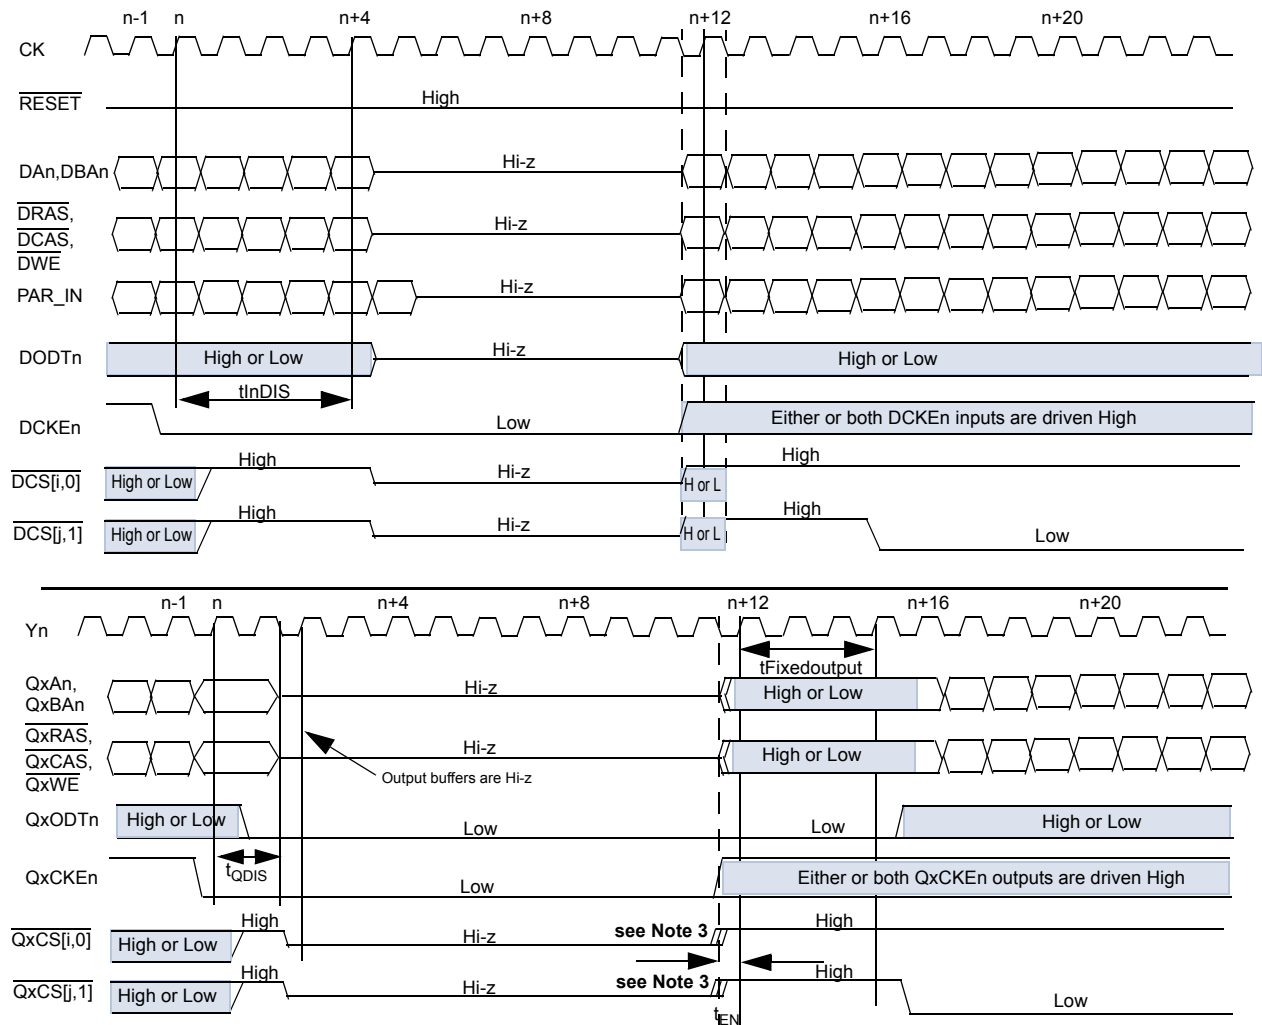 n-1 n n+4 n+8 n+12 n+16 n+20
CK
RESET High
DAn,DBAn Hi-z
DRAS,
DCAS, Hi-z
DWE
PAR_IN Hi-z
DODTn High or Low Hi-z High or Low
tInDIS
DCKEn Low Either or both DCKEn inputs are driven High
DCS[i,0] High or Low High Hi-z H or L High
DCS[j,1] High or Low High Hi-z H or L High Low
n-1 n n+4 n+8 n+12 n+16 n+20
Yn
tFixedoutput
QxAn,
QxBAn Hi-z High or Low
QxRAS,
QxCAS, Hi-z High or Low
QxWE
Output buffers are Hi-z
QxODTn High or Low Low Low High or Low
tQDIS
QxCKEn Low Either or both QxCKEn outputs are driven High
QxCS[i,0] High or Low High Hi-z see Note 3 High
QxCS[j,1] High or Low High Hi-z see Note 3 High Low
tEN